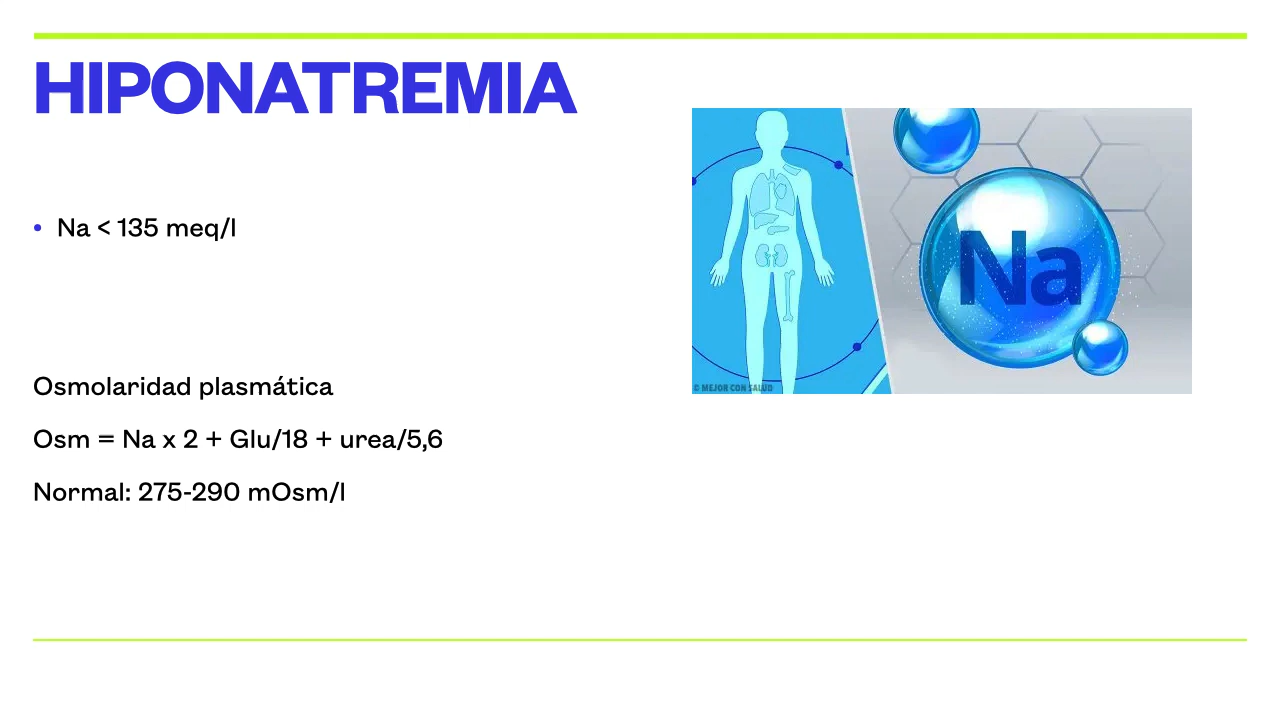 HIPONATREMIA
• Na < 135 meq/l
Osmolaridad plasmática
Osm = Na x 2 + Glu/18 + urea/5,6
Normal: 275-290 mOsm/l
Na
© MEJOR CON SALUD